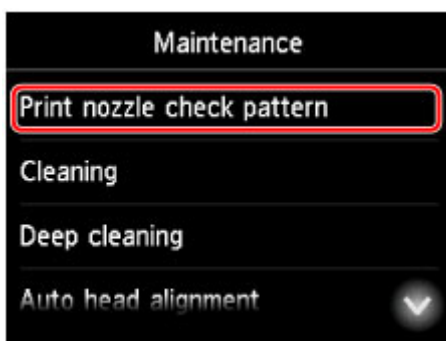 Maintenance
Print nozzle check pattern
Cleaning
Deep cleaning
Auto head alignment